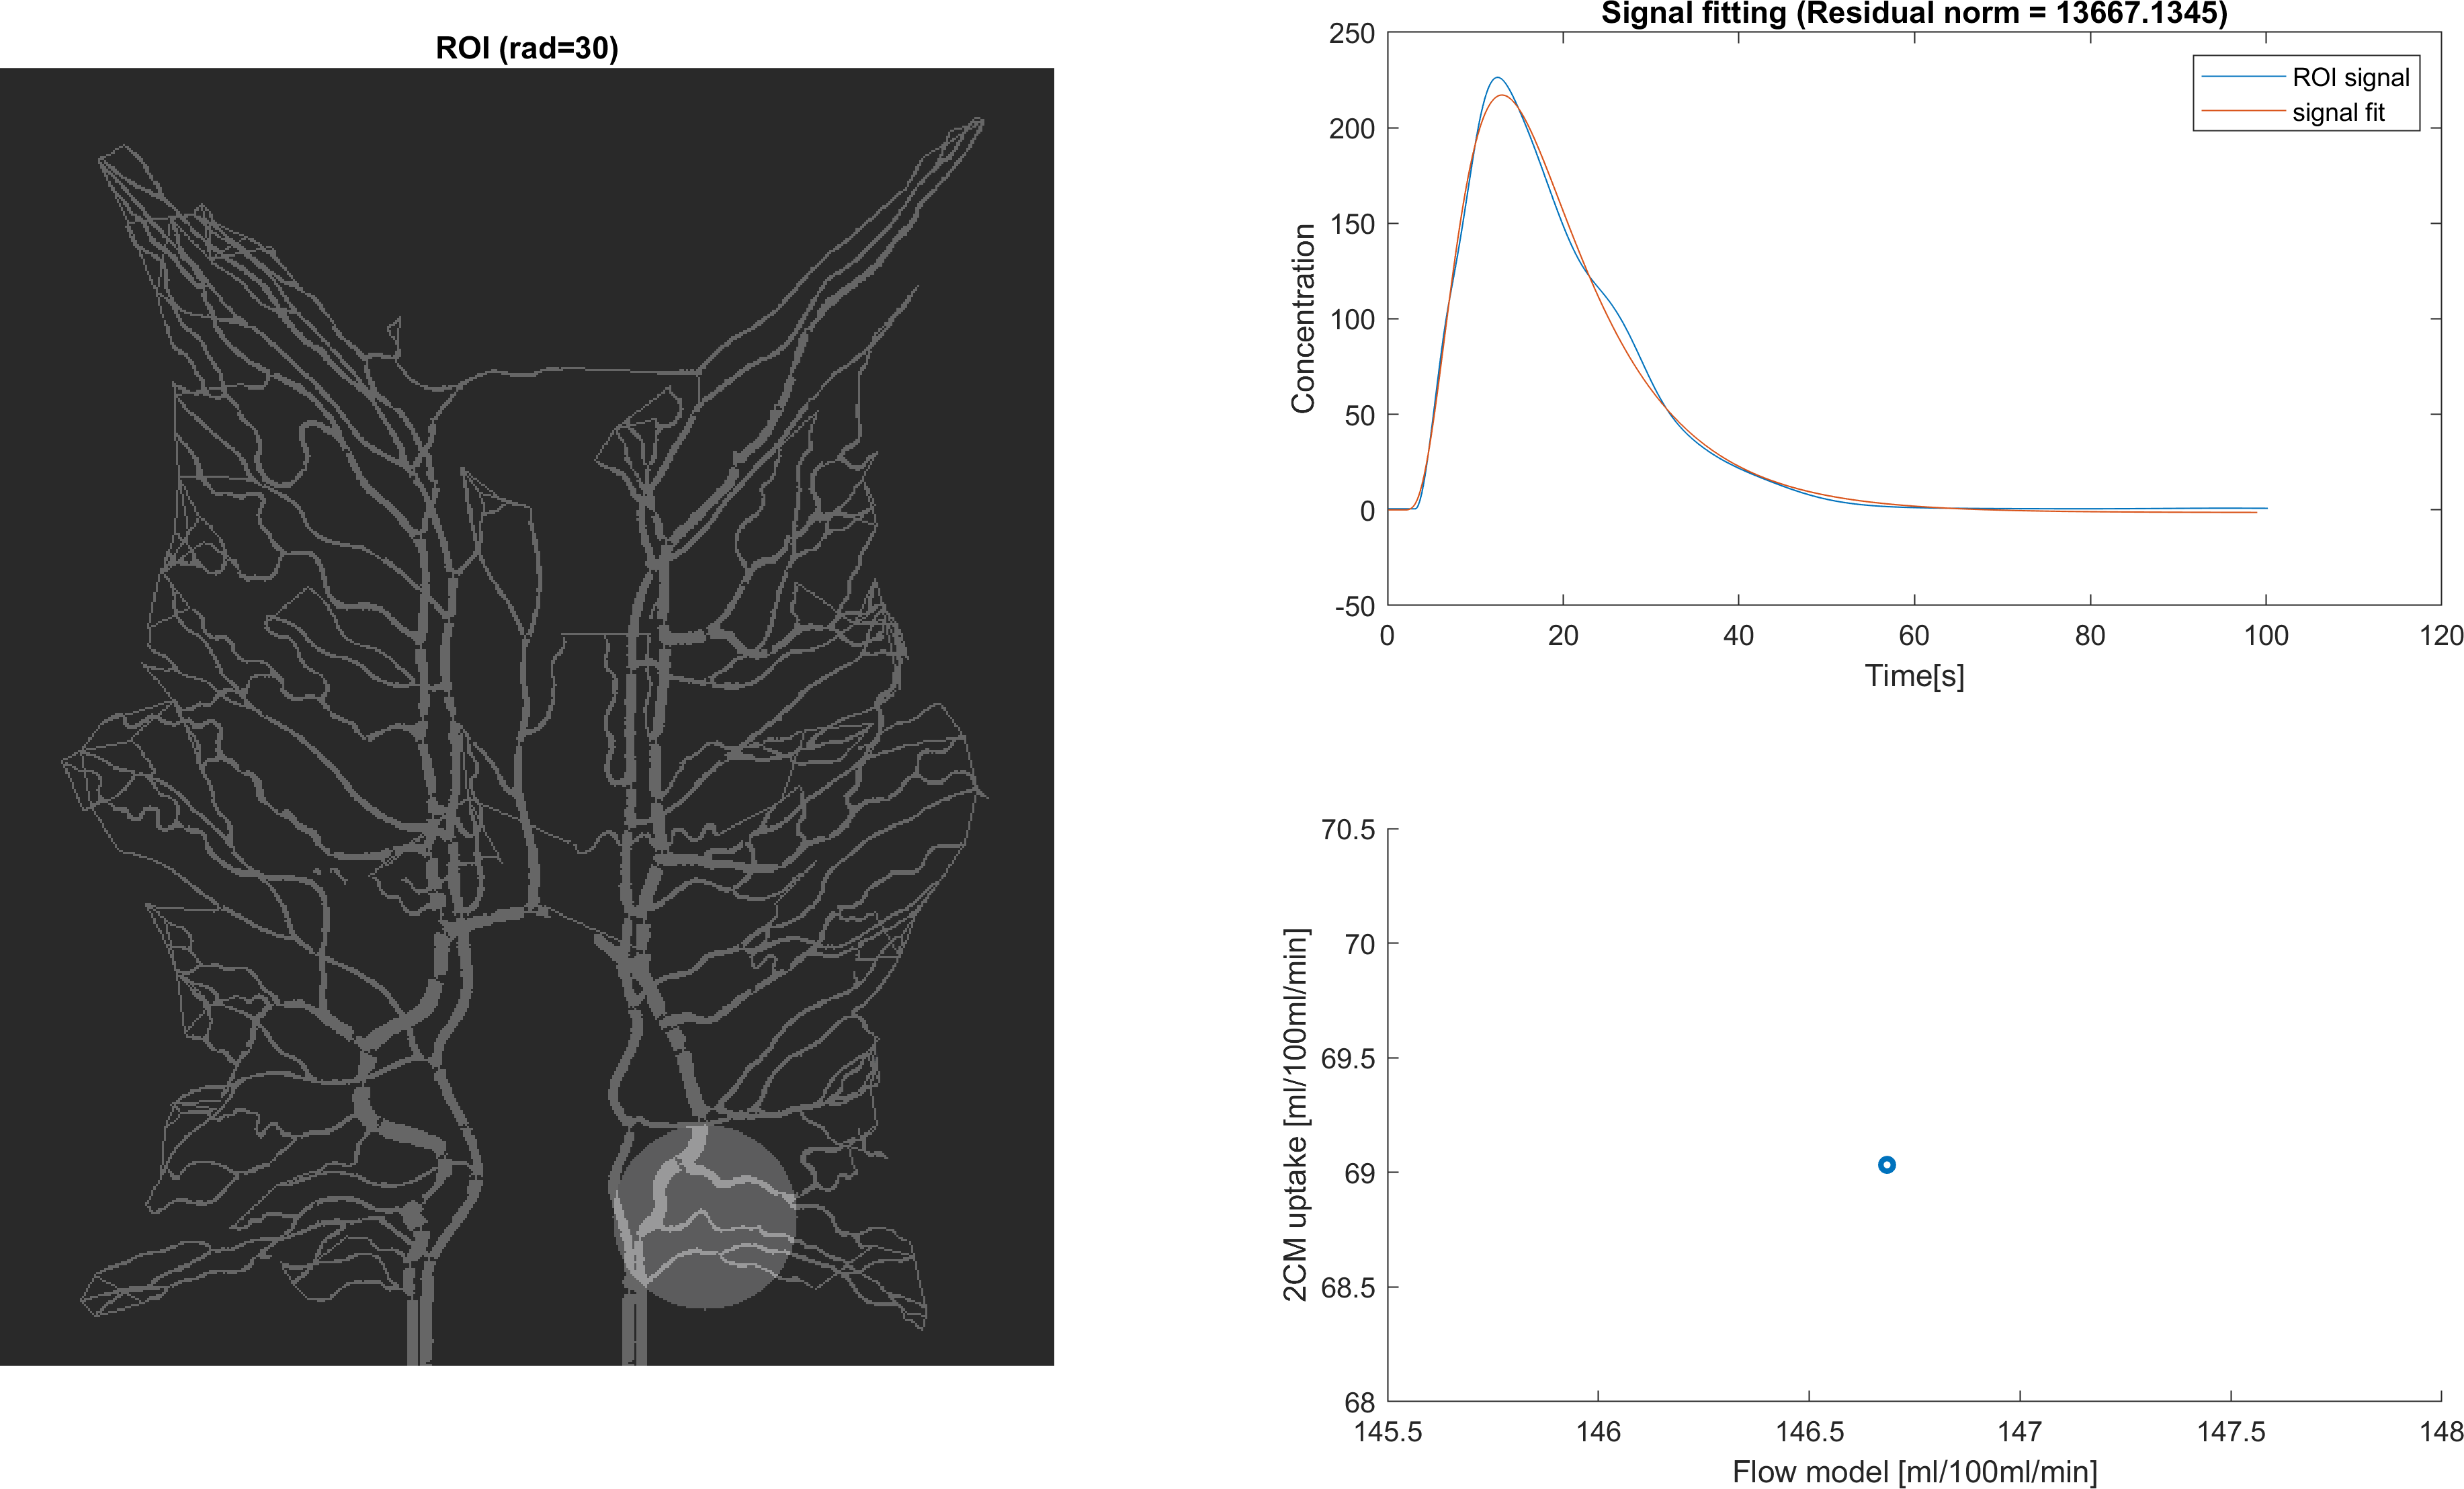 ROI (rad=30)
Signal fitting (Residual norm = 13667.1345)
250
200
150
100
50
0
-50
Concentration
ROI signal
signal fit
0 20 40 60 80 100 120
Time[s]
70.5
70
69.5
69
68.5
68
2CM uptake [ml/100ml/min]
145.5 146 146.5 147 147.5 148
Flow model [ml/100ml/min]